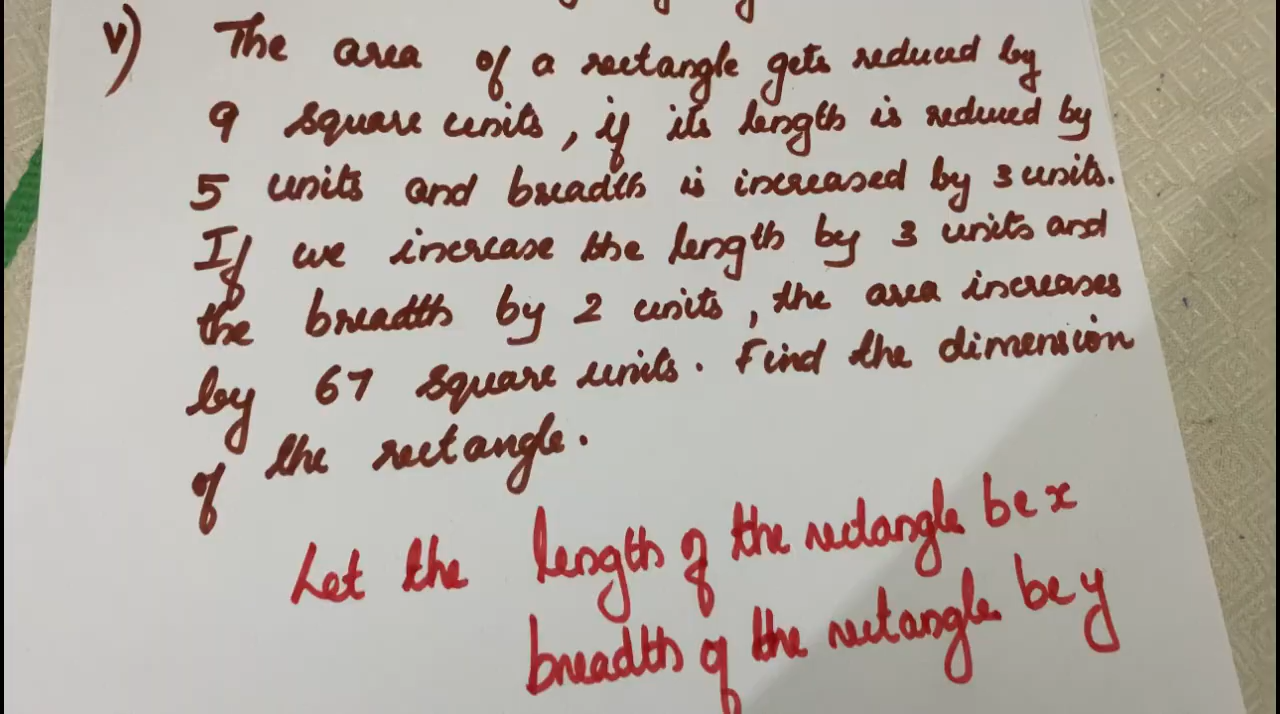 v) The area of a rectangle gets reduced by
9 square units, if its length is reduced by
5 units and breadth is increased by 3 units.
If we increase the length by 3 units and
the breadth by 2 units, the area increases
by 67 square units. Find the dimension
of the rectangle.
Let the length of the rectangle be x
breadth of the rectangle be y